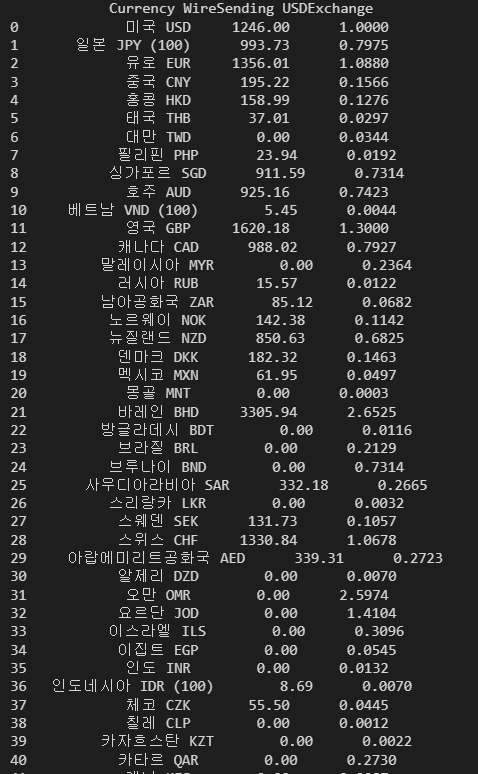 Currency WireSending USDExchange
0 미국 USD 1246.00 1.0000
1 일본 JPY (100) 993.73 0.7975
2 유로 EUR 1356.01 1.0880
3 중국 CNY 195.22 0.1566
4 홍콩 HKD 158.99 0.1276
5 태국 THB 37.01 0.0297
6 대만 TWD 0.00 0.0344
7 필리핀 PHP 23.94 0.0192
8 싱가포르 SGD 911.59 0.7314
9 호주 AUD 925.16 0.7423
10 베트남 VND (100) 5.45 0.0044
11 영국 GBP 1620.18 1.3000
12 캐나다 CAD 988.02 0.7927
13 말레이시아 MYR 0.00 0.2364
14 러시아 RUB 15.57 0.0122
15 남아공화국 ZAR 85.12 0.0682
16 노르웨이 NOK 142.38 0.1142
17 뉴질랜드 NZD 850.63 0.6825
18 덴마크 DKK 182.32 0.1463
19 멕시코 MXN 61.95 0.0497
20 몽골 MNT 0.00 0.0003
21 바레인 BHD 3305.94 2.6525
22 방글라데시 BDT 0.00 0.0116
23 브라질 BRL 0.00 0.2129
24 브루나이 BND 0.00 0.7314
25 사우디아라비아 SAR 332.18 0.2665
26 스리랑카 LKR 0.00 0.0032
27 스웨덴 SEK 131.73 0.1057
28 스위스 CHF 1330.84 1.0678
29 아랍에미리트공화국 AED 339.31 0.2723
30 알제리 DZD 0.00 0.0070
31 오만 OMR 0.00 2.5974
32 요르단 JOD 0.00 1.4104
33 이스라엘 ILS 0.00 0.3096
34 이집트 EGP 0.00 0.0545
35 인도 INR 0.00 0.0132
36 인도네시아 IDR (100) 8.69 0.0070
37 체코 CZK 55.50 0.0445
38 칠레 CLP 0.00 0.0012
39 카자흐스탄 KZT 0.00 0.0022
40 카타르 QAR 0.00 0.2730